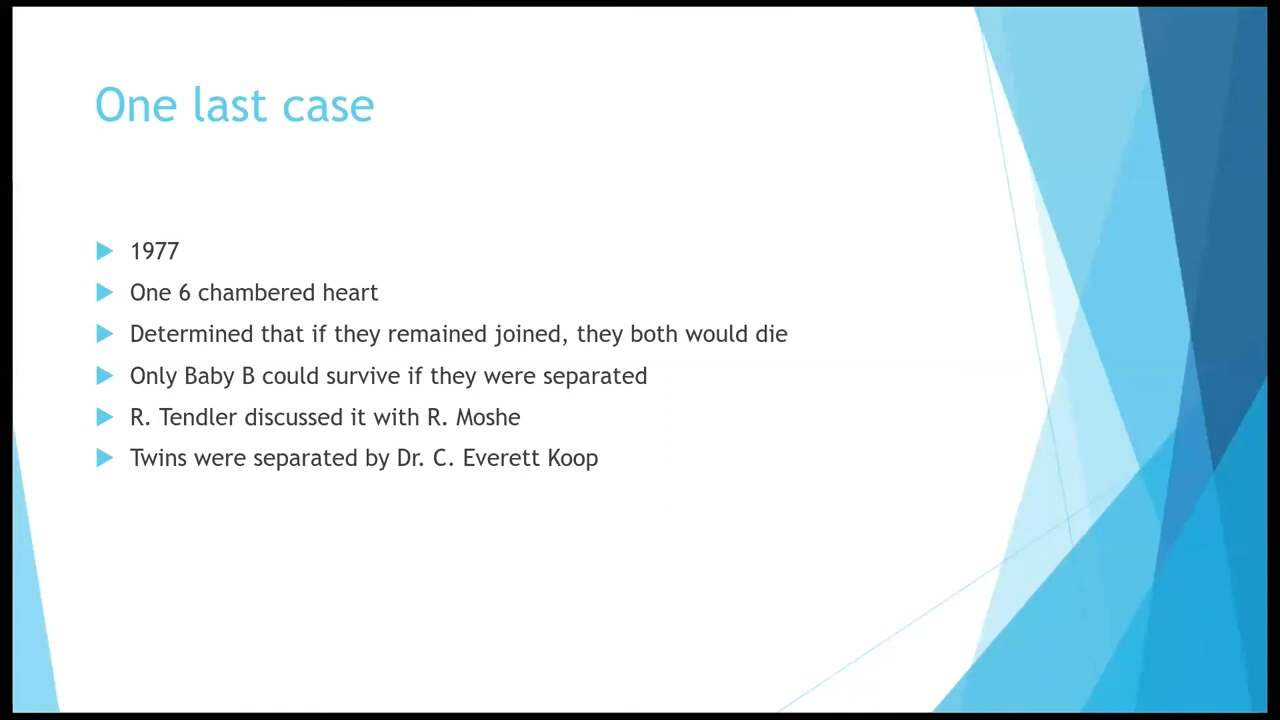 One last case
1977
One 6 chambered heart
Determined that if they remained joined, they both would die
Only Baby B could survive if they were separated
R. Tendler discussed it with R. Moshe
Twins were separated by Dr. C. Everett Koop